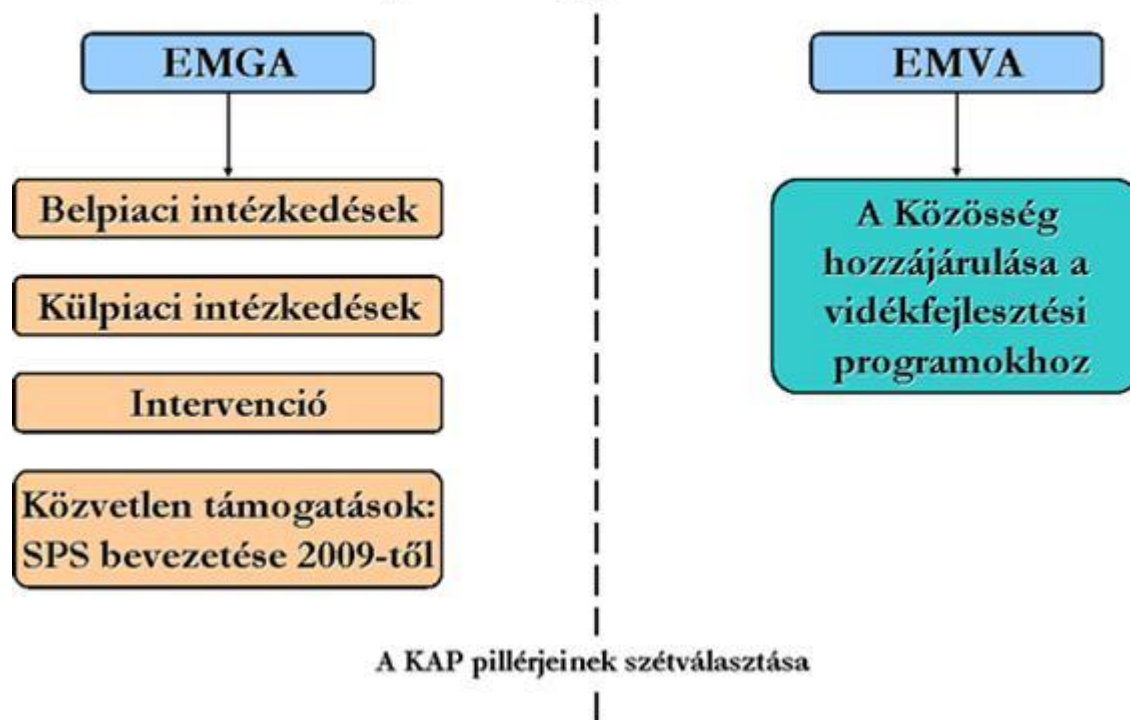 EMGA
Belpiaci intézkedések
Külpiaci intézkedések
Intervenció
Közvetlen támogatások:
SPS bevezetése 2009-től
EMVA
A Közösség
hozzájárulása a
vidékfejlesztési
programokhoz
A KAP pillérjeinek szétválasztása